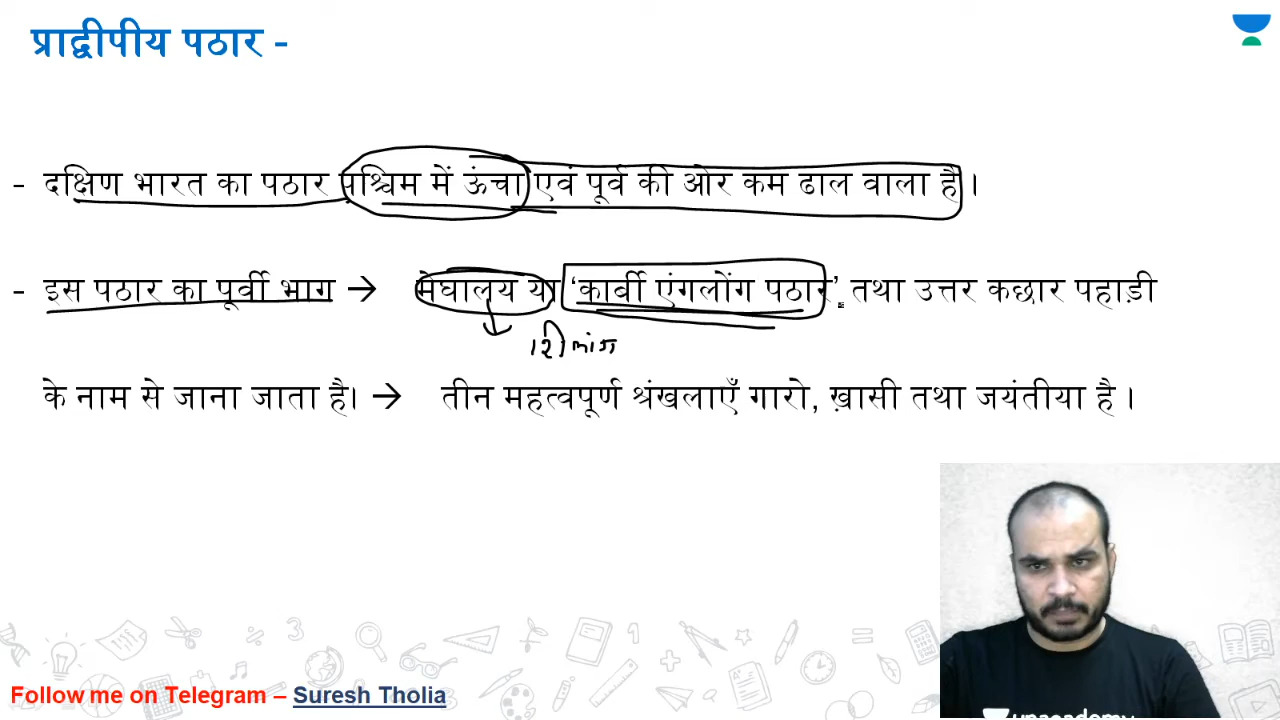 प्राद्वीपीय पठार -
- दक्षिण भारत का पठार पश्चिम में ऊंचा एवं पूर्व की ओर कम ढाल वाला है ।
- इस पठार का पूर्वी भाग → मेघालय या 'कार्वी एंगलोंग पठार', तथा उत्तर कछार पहाड़ी
के नाम से जाना जाता है। → तीन महत्वपूर्ण श्रंखलाएँ गारो, ख़ासी तथा जयंतीया है ।
Follow me on Telegram – Suresh Tholia
unacademy